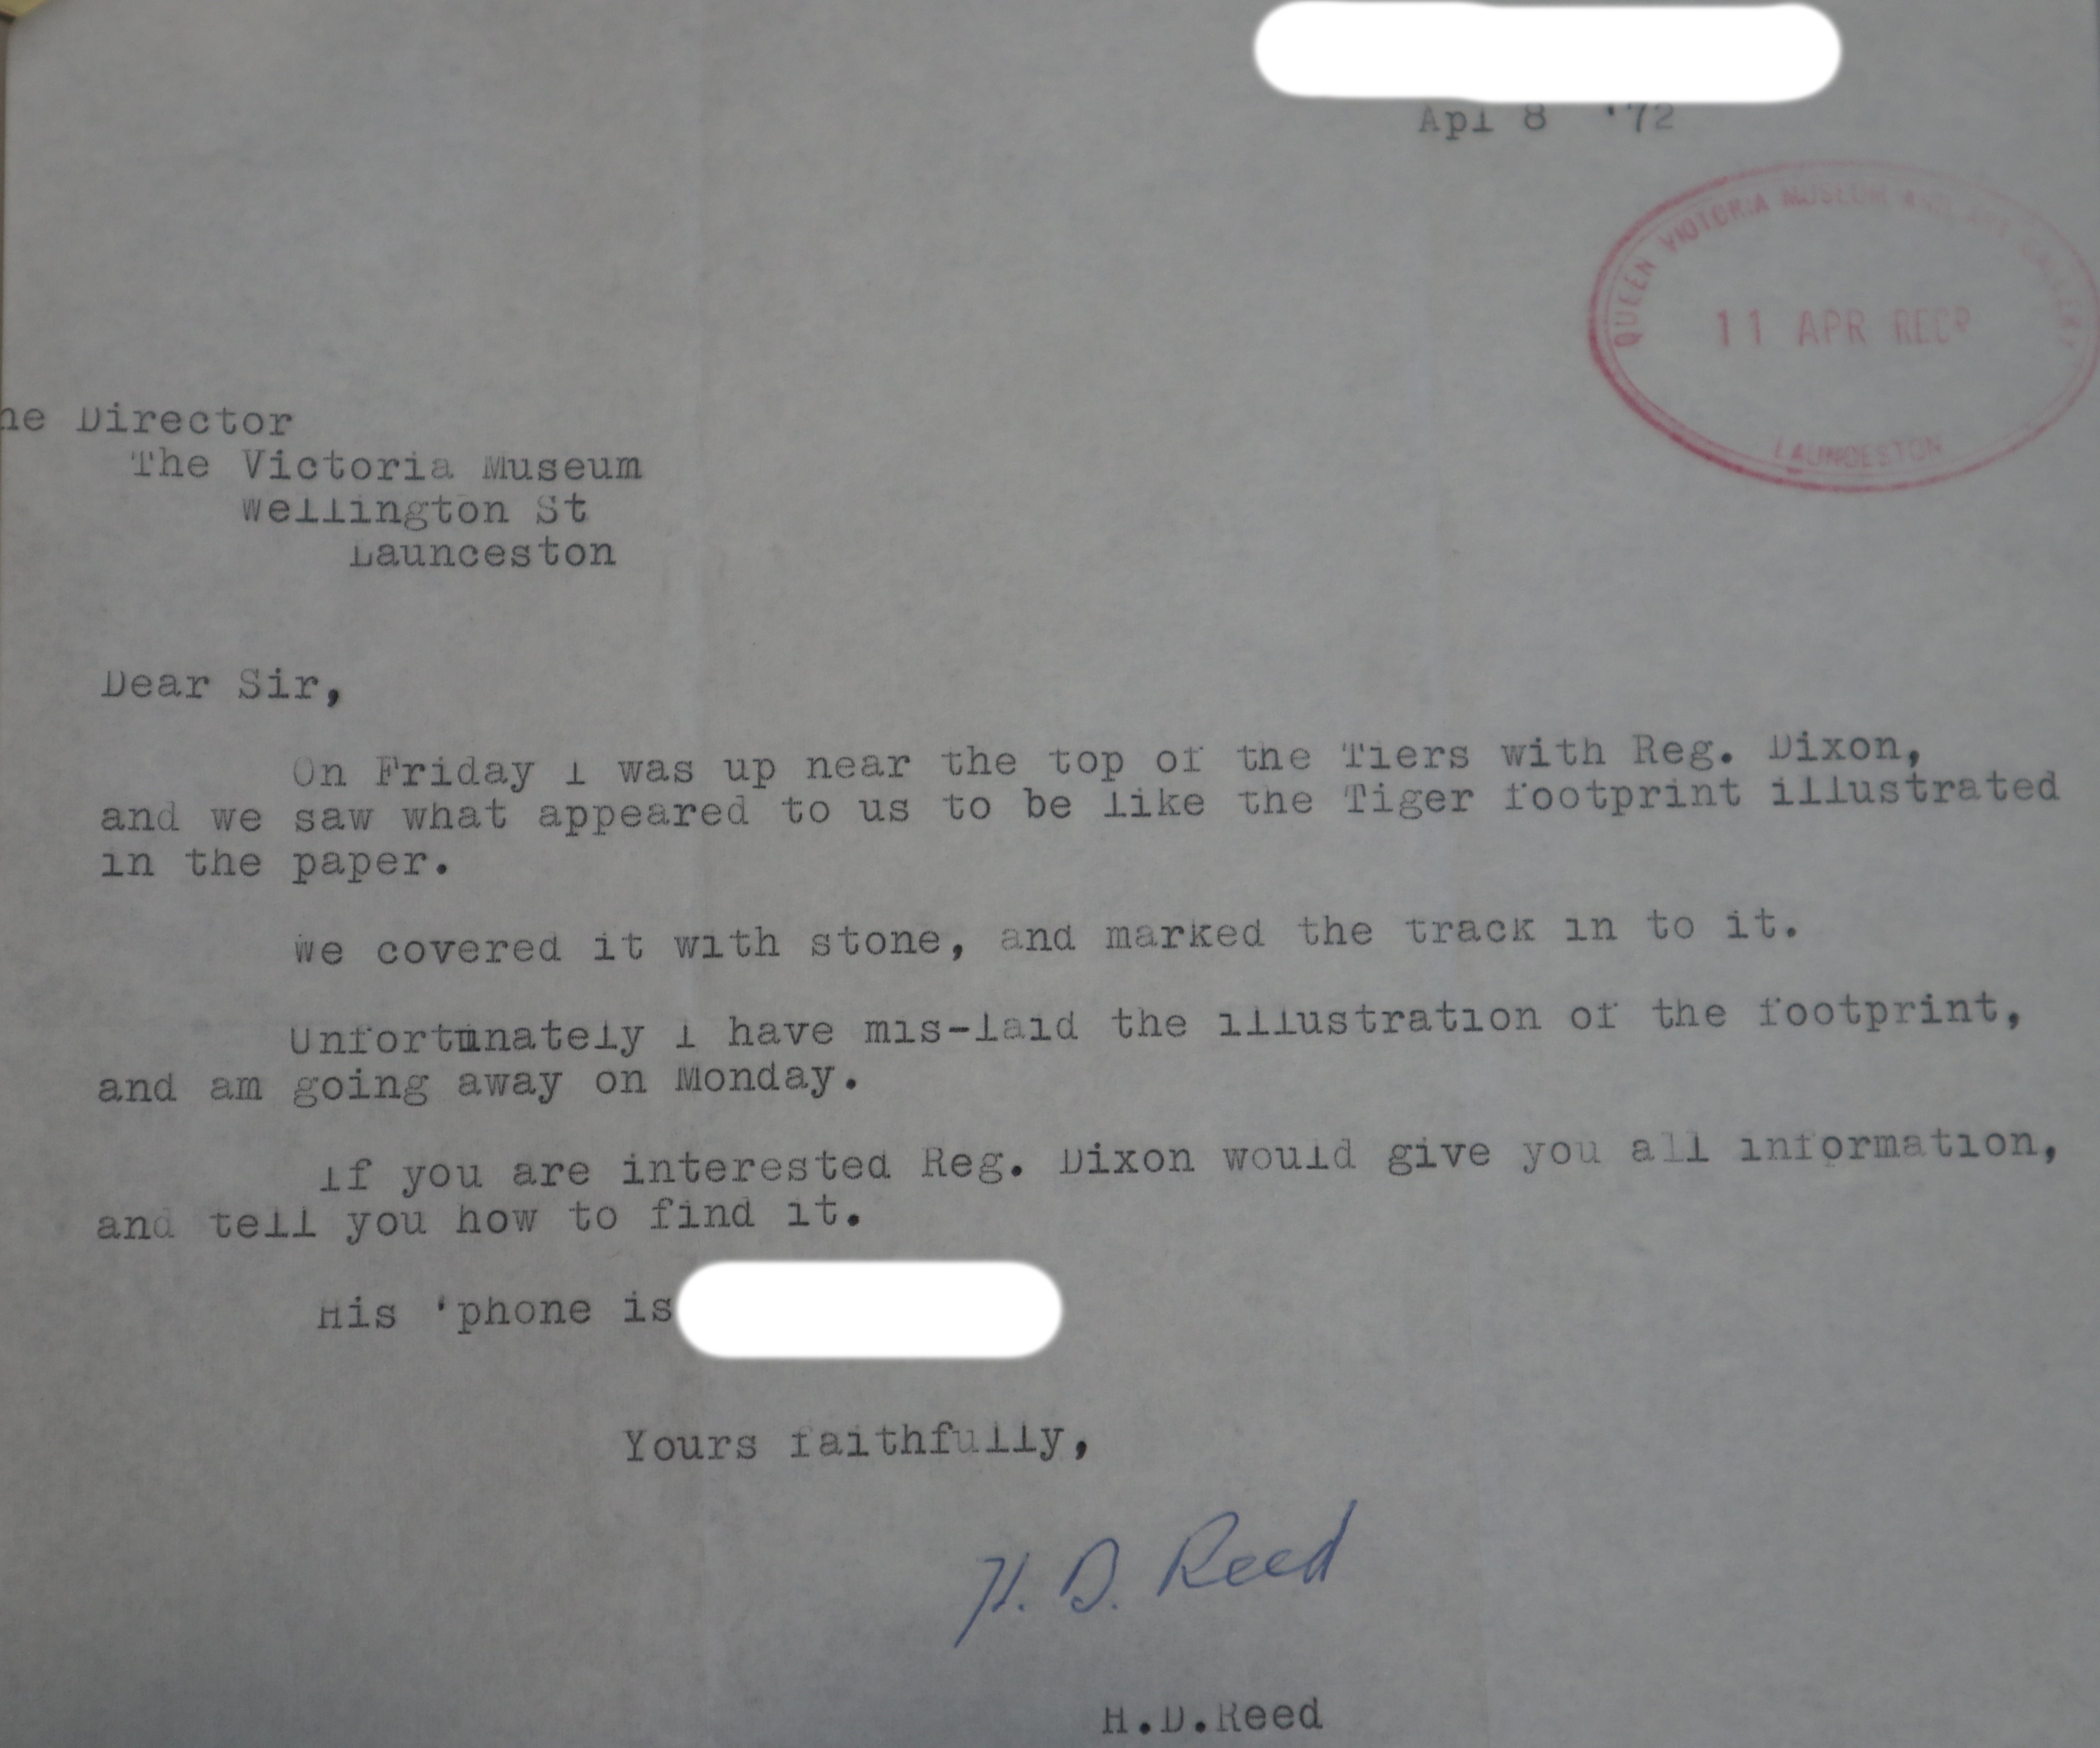 Apl 8 '72
QUEEN VICTORIA MUSEUM AND ART GALLERY
11 APR RECD
LAUNCESTON
he Director
The Victoria Museum
Wellington St
Launceston
Dear Sir,
On Friday I was up near the top of the Tiers with Reg. Dixon,
and we saw what appeared to us to be like the Tiger footprint illustrated
in the paper.
We covered it with stone, and marked the track in to it.
Unfortunately I have mis-laid the illustration of the footprint,
and am going away on Monday.
If you are interested Reg. Dixon would give you all information,
and tell you how to find it.
His 'phone is
Yours faithfully,
H. D. Reed
H.D.Reed